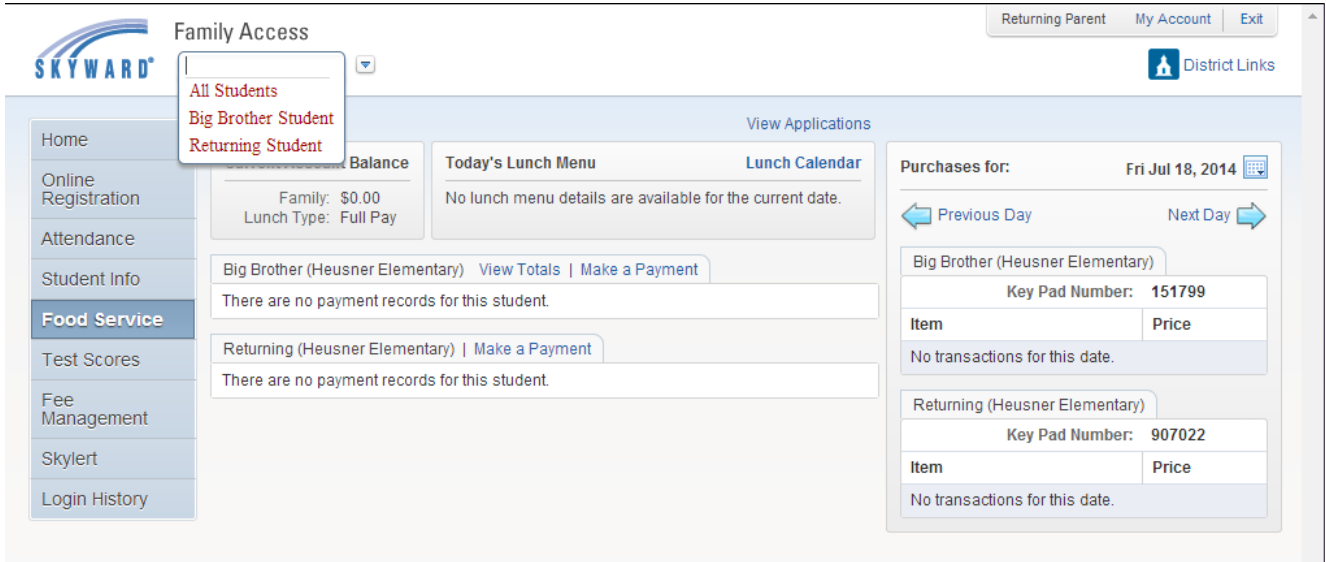 Returning Parent My Account Exit
SKYWARD®
Family Access
All Students
Big Brother Student
Returning Student
District Links
Home
Online
Registration
Attendance
Student Info
Food Service
Test Scores
Fee
Management
Skylert
Login History
View Applications
Balance
Family: $0.00
Lunch Type: Full Pay
Today's Lunch Menu Lunch Calendar
No lunch menu details are available for the current date.
Big Brother (Heusner Elementary) View Totals | Make a Payment
There are no payment records for this student.
Returning (Heusner Elementary) | Make a Payment
There are no payment records for this student.
Purchases for: Fri Jul 18, 2014
Previous Day Next Day
Big Brother (Heusner Elementary)
Key Pad Number: 151799
Item Price
No transactions for this date.
Returning (Heusner Elementary)
Key Pad Number: 907022
Item Price
No transactions for this date.